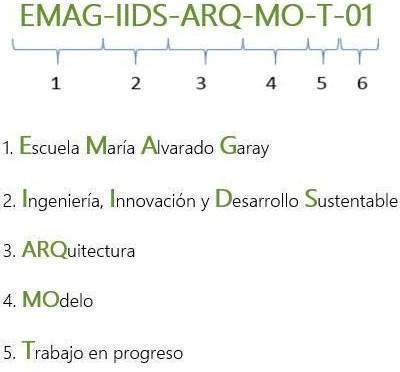 EMAG-IIDS-ARQ-MO-T-01
1 2 3 4 5 6
1. Escuela María Alvarado Garay
2. Ingeniería, Innovación y Desarrollo Sustentable
3. ARQuitectura
4. MOdelo
5. Trabajo en progreso